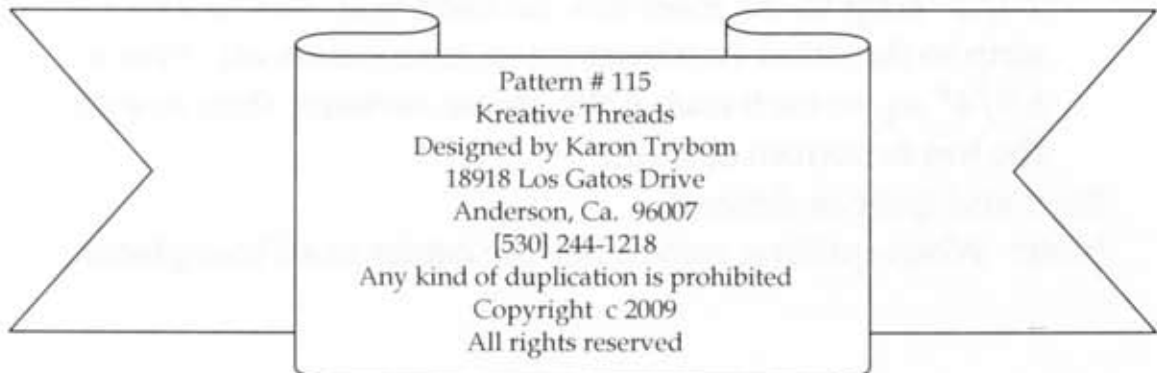 Pattern # 115
Kreative Threads
Designed by Karon Trybom
18918 Los Gatos Drive
Anderson, Ca. 96007
[530] 244-1218
Any kind of duplication is prohibited
Copyright c 2009
All rights reserved